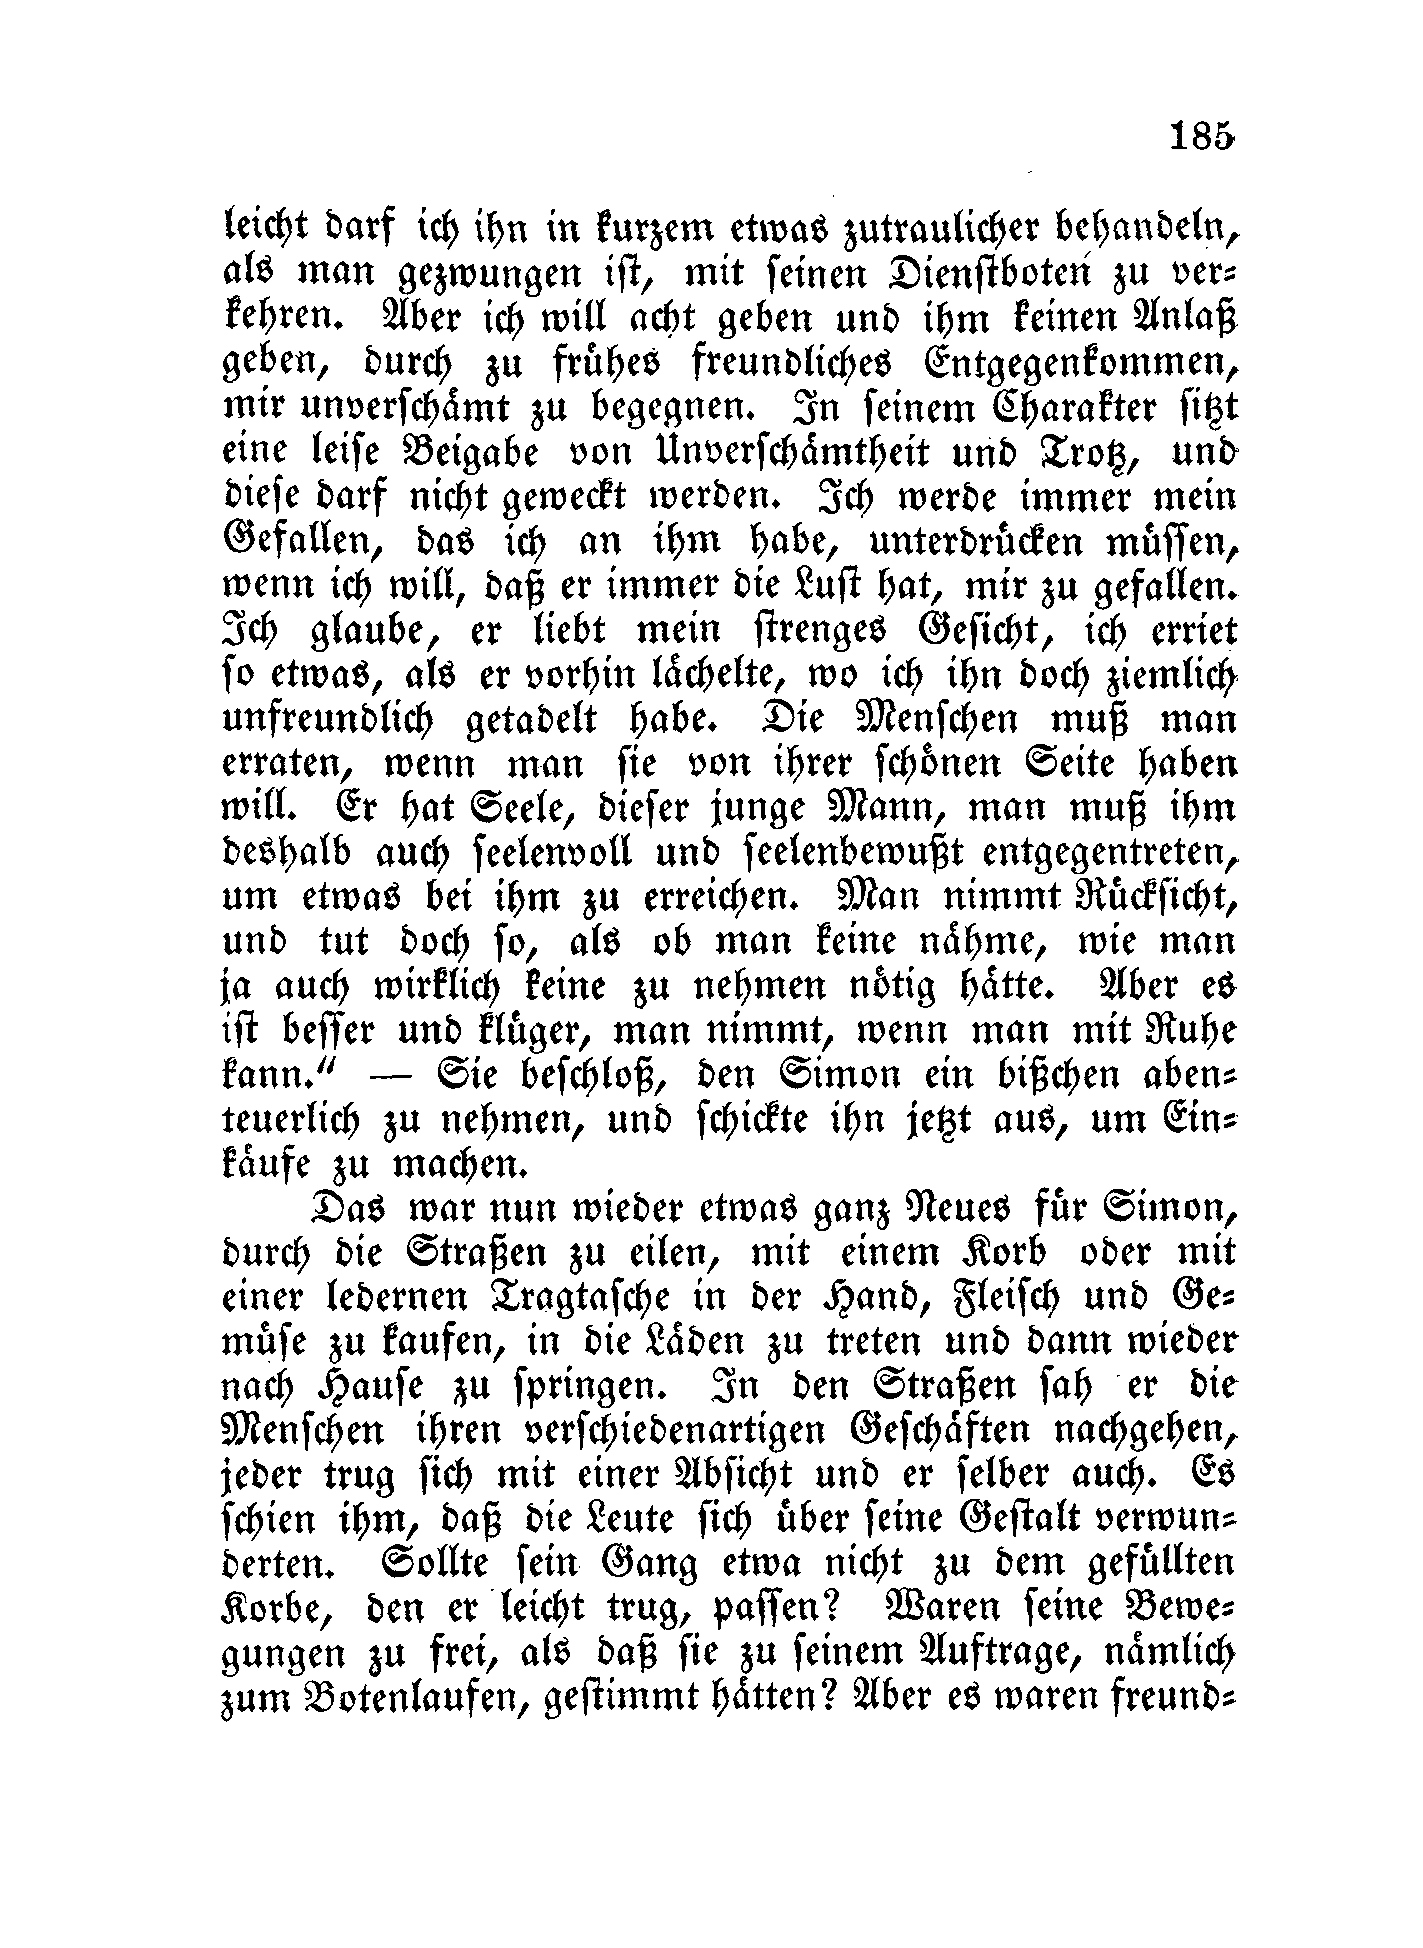 185
leicht darf ich ihn in kurzem etwas zutraulicher behandeln,
als man gezwungen ist, mit seinen Dienstboten zu ver-
kehren. Aber ich will acht geben und ihm keinen Anlaß
geben, durch zu frühes freundliches Entgegenkommen,
mir unverschämt zu begegnen. In seinem Charakter sitzt
eine leise Beigabe von Unverschämtheit und Trotz, und
diese darf nicht geweckt werden. Ich werde immer mein
Gefallen, das ich an ihm habe, unterdrücken müssen,
wenn ich will, daß er immer die Lust hat, mir zu gefallen.
Ich glaube, er liebt mein strenges Gesicht, ich erriet
so etwas, als er vorhin lächelte, wo ich ihn doch ziemlich
unfreundlich getadelt habe. Die Menschen muß man
erraten, wenn man sie von ihrer schönen Seite haben
will. Er hat Seele, dieser junge Mann, man muß ihm
deshalb auch seelenvoll und seelenbewußt entgegentreten,
um etwas bei ihm zu erreichen. Man nimmt Rücksicht,
und tut doch so, als ob man keine nähme, wie man
ja auch wirklich keine zu nehmen nötig hätte. Aber es
ist besser und klüger, man nimmt, wenn man mit Ruhe
kann.“ — Sie beschloß, den Simon ein bißchen aben-
teuerlich zu nehmen, und schickte ihn jetzt aus, um Ein-
käufe zu machen.
Das war nun wieder etwas ganz Neues für Simon,
durch die Straßen zu eilen, mit einem Korb oder mit
einer ledernen Tragtasche in der Hand, Fleisch und Ge-
müse zu kaufen, in die Läden zu treten und dann wieder
nach Hause zu springen. In den Straßen sah er die
Menschen ihren verschiedenartigen Geschäften nachgehen,
jeder trug sich mit einer Absicht und er selber auch. Es
schien ihm, daß die Leute sich über seine Gestalt verwun-
derten. Sollte sein Gang etwa nicht zu dem gefüllten
Korbe, den er leicht trug, passen? Waren seine Bewe-
gungen zu frei, als daß sie zu seinem Auftrage, nämlich
zum Botenlaufen, gestimmt hätten? Aber es waren freund-